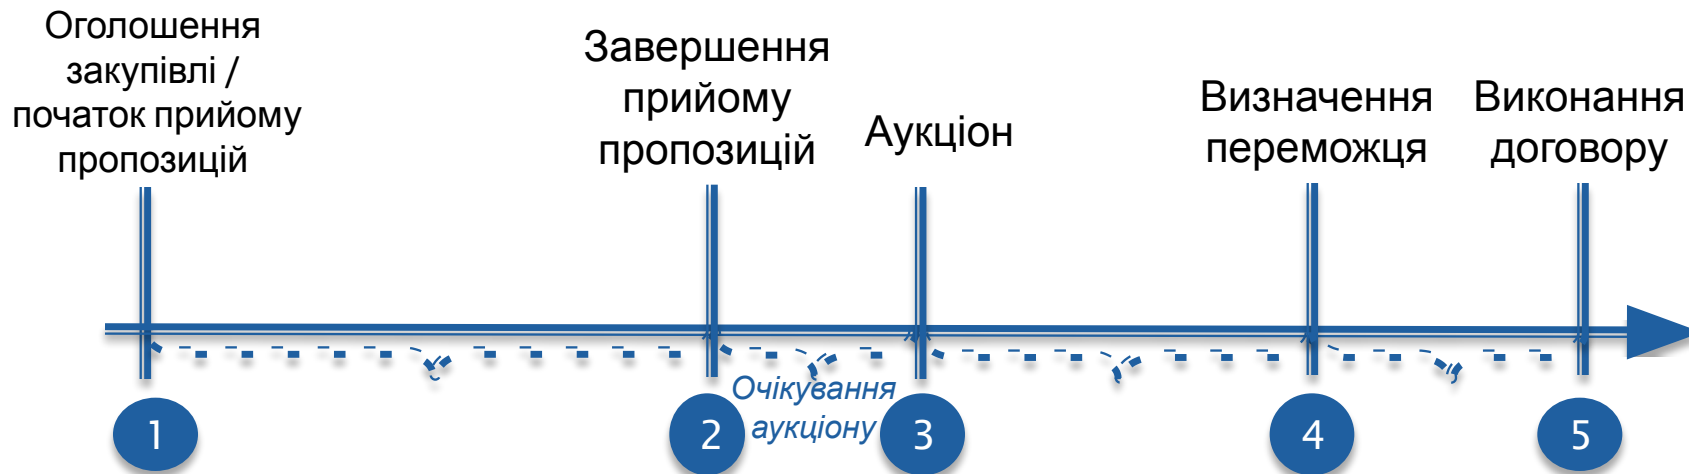 Оголошення
закупівлі /
початок прийому
пропозицій
Завершення
прийому
пропозицій
Аукціон
Визначення
переможця
Виконання
договору
Очікування
аукціону
1
2
3
4
5